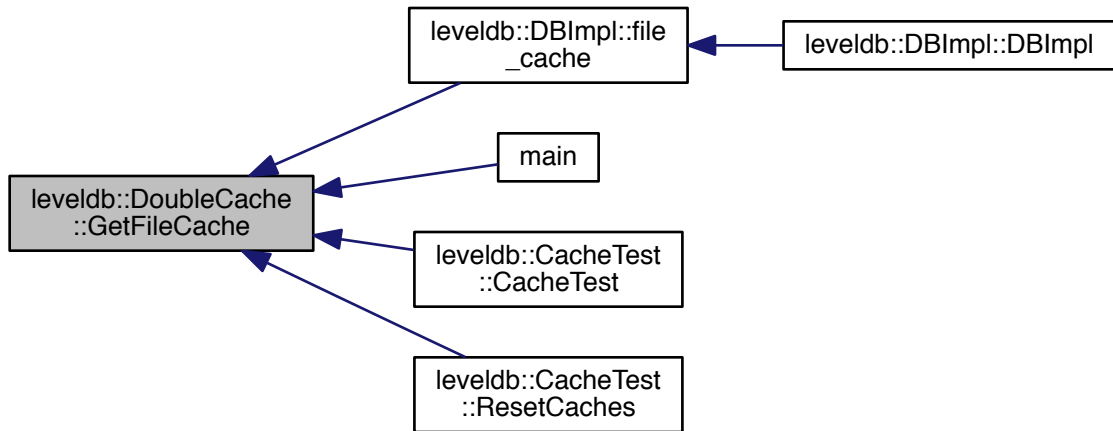 leveldb::DBImpl::file
_cache
leveldb::DBImpl::DBImpl
main
leveldb::DoubleCache
::GetFileCache
leveldb::CacheTest
::CacheTest
leveldb::CacheTest
::ResetCaches